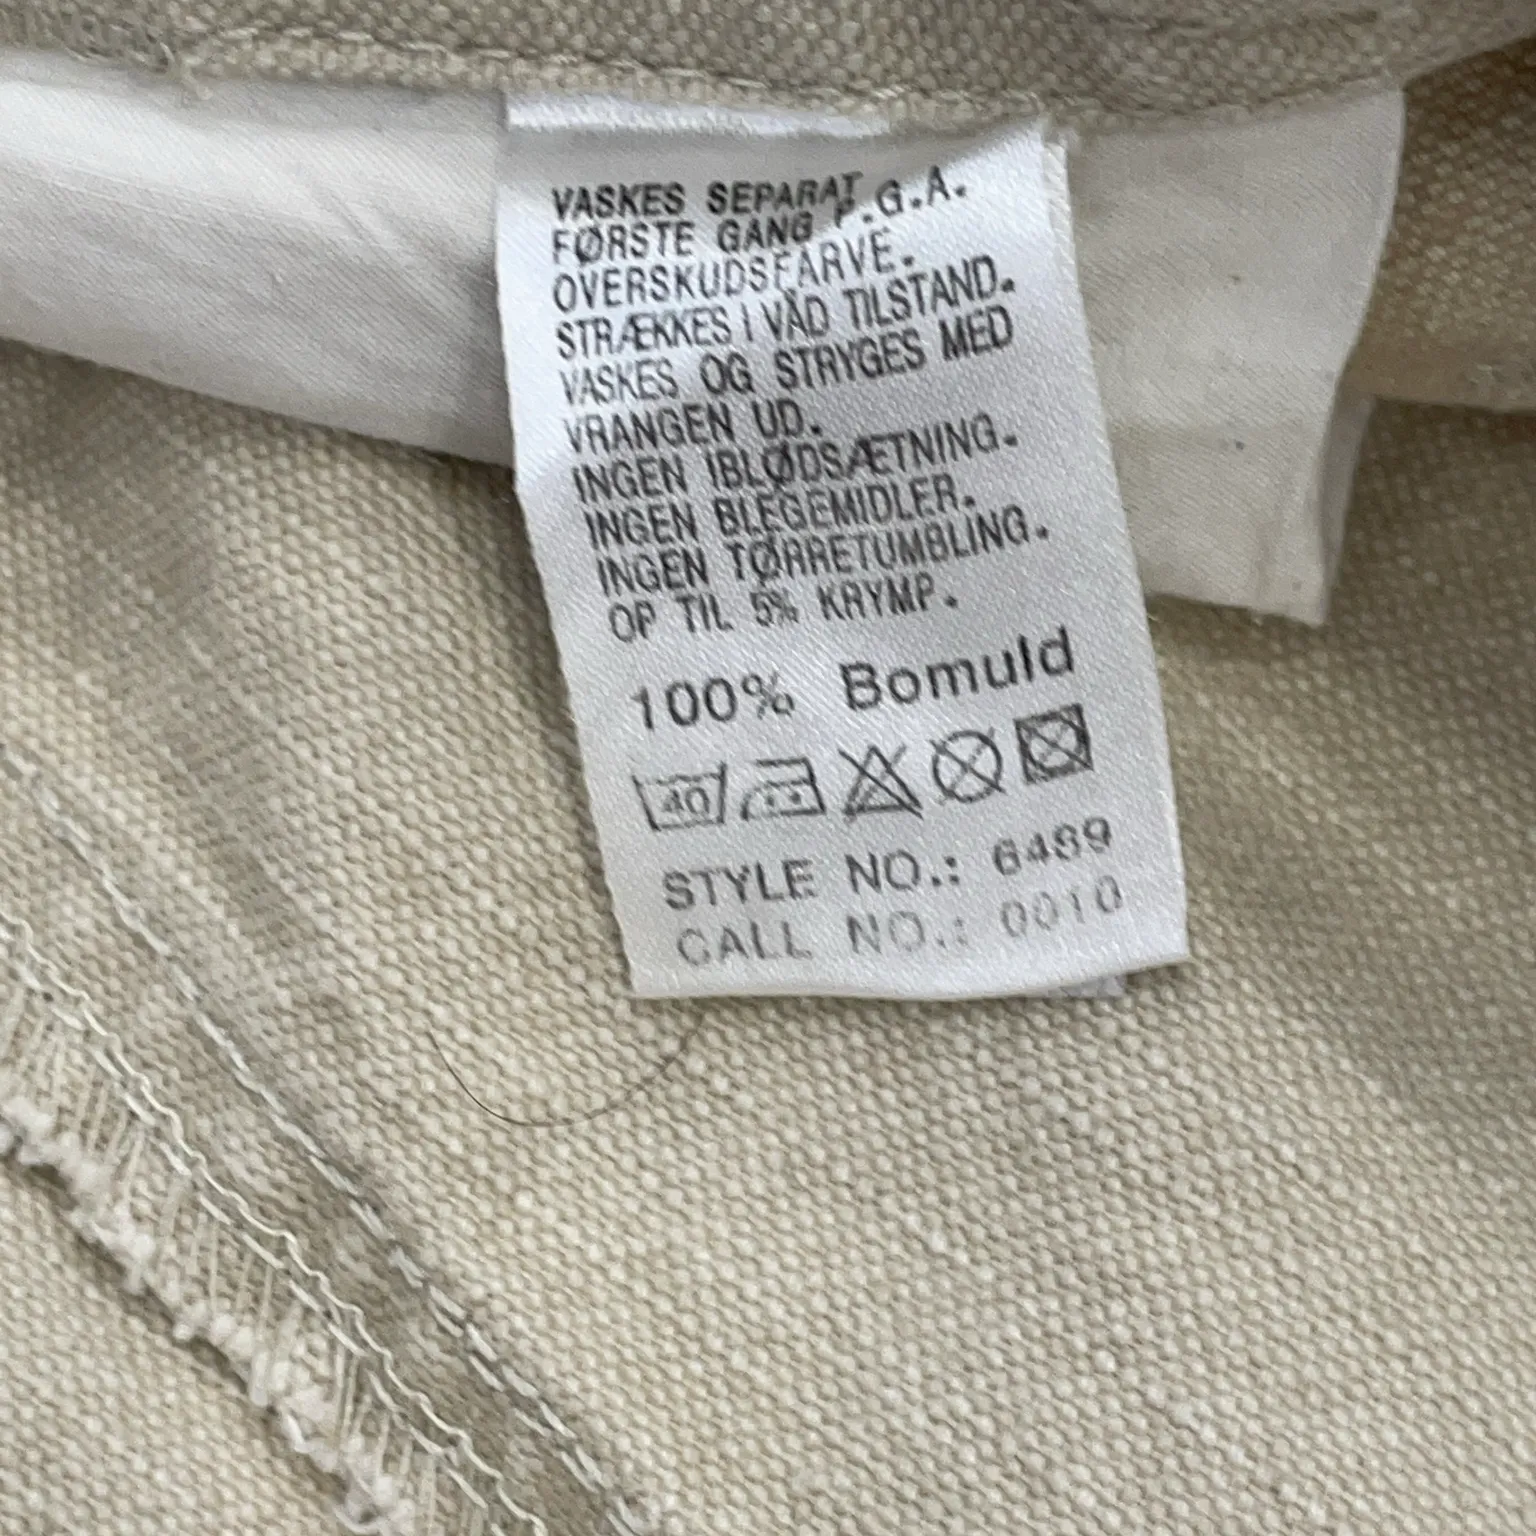 VASKES SEPARAT
FØRSTE GANG P.G.A.
OVERSKUDSFARVE.
STRÆKKES I VÅD TILSTAND.
VASKES OG STRYGES MED
VRANGEN UD.
INGEN IBLØDSÆTNING.
INGEN BLEGEMIDLER.
INGEN TØRRETUMBLING.
OP TIL 5% KRYMP.
100% Bomuld
40
STYLE NO.: 6489
CALL NO.: 0010